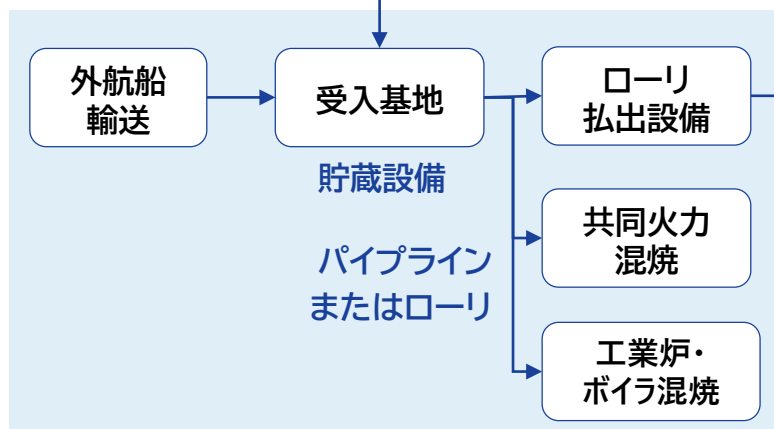 外航船
輸送
受入基地
貯蔵設備
パイプライン
またはローリ
ローリ
払出設備
共同火力
混焼
工業炉・
ボイラ混焼